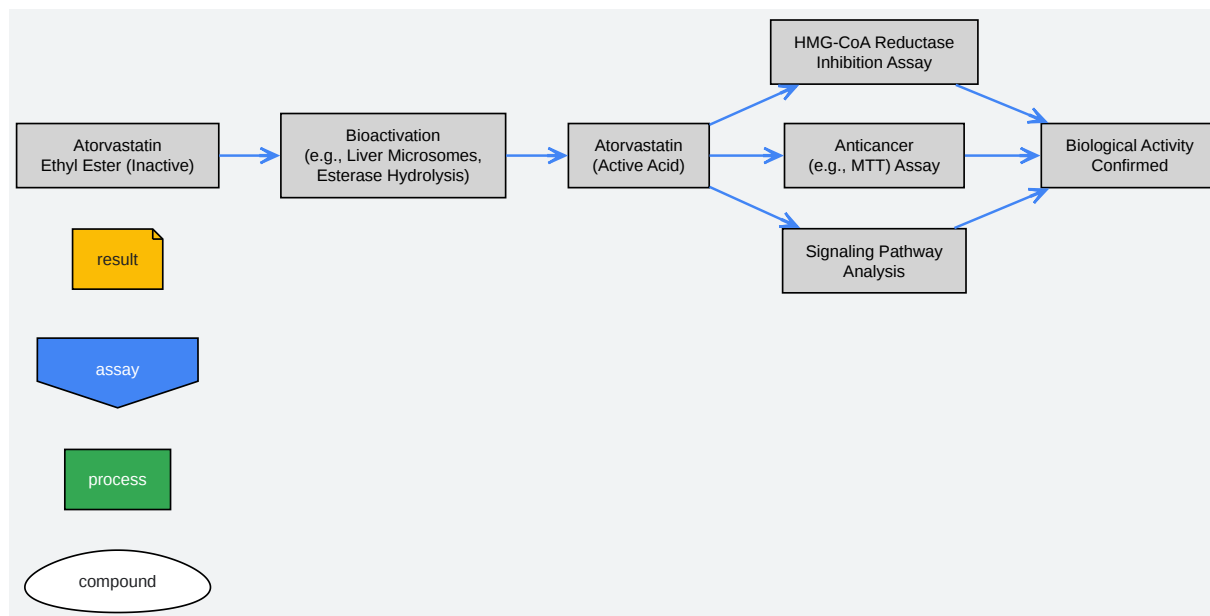 HMG-CoA Reductase
Inhibition Assay
Atorvastatin
Ethyl Ester (Inactive)
Bioactivation
(e.g., Liver Microsomes,
Esterase Hydrolysis)
Atorvastatin
(Active Acid)
Anticancer
(e.g., MTT) Assay
Biological Activity
Confirmed
Signaling Pathway
Analysis
result
assay
process
compound